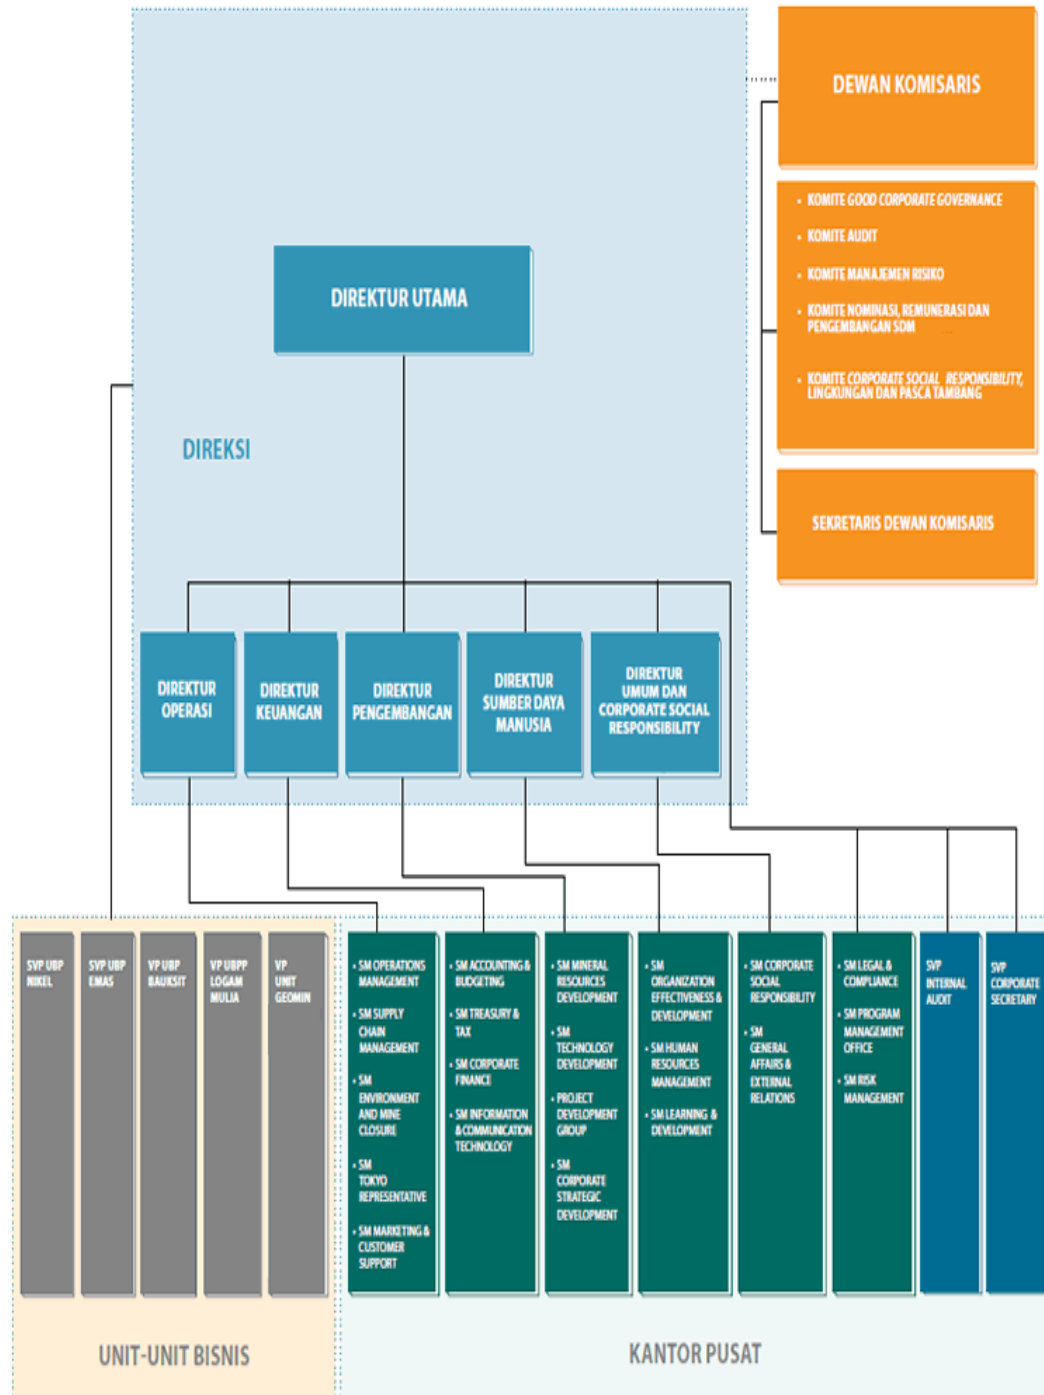 DEWAN KOMISARIS
• KOMITE GOOD CORPORATE GOVERNANCE
• KOMITE AUDIT
• KOMITE MANAJEMEN RISIKO
• KOMITE NOMINASI, REMUNERASI DAN
PENGEMBANGAN SDM
• KOMITE CORPORATE SOCIAL RESPONSIBILITY,
LINGKUNGAN DAN PASCA TAMBANG
SEKRETARIS DEWAN KOMISARIS
DIREKTUR UTAMA
DIREKSI
DIREKTUR
OPERASI
DIREKTUR
KEUANGAN
DIREKTUR
PENGEMBANGAN
DIREKTUR
SUMBER DAYA
MANUSIA
DIREKTUR
UMUM DAN
CORPORATE SOCIAL
RESPONSIBILITY
SVP UBP
NIKEL
SVP UBP
EMAS
VP UBP
BAUKSIT
VP UBPP
LOGAM
MULIA
VP
UNIT
GEOMIN
• SM OPERATIONS
MANAGEMENT
• SM SUPPLY
CHAIN
MANAGEMENT
• SM
ENVIRONMENT
AND MINE
CLOSURE
• SM
TOKYO
REPRESENTATIVE
• SM MARKETING &
CUSTOMER
SUPPORT
• SM ACCOUNTING &
BUDGETING
• SM TREASURY &
TAX
• SM CORPORATE
FINANCE
• SM INFORMATION
& COMMUNICATION
TECHNOLOGY
• SM MINERAL
RESOURCES
DEVELOPMENT
• SM
TECHNOLOGY
DEVELOPMENT
• PROJECT
DEVELOPMENT
GROUP
• SM
CORPORATE
STRATEGIC
DEVELOPMENT
• SM
ORGANIZATION
EFFECTIVENESS &
DEVELOPMENT
• SM HUMAN
RESOURCES
MANAGEMENT
• SM LEARNING &
DEVELOPMENT
• SM CORPORATE
SOCIAL
RESPONSIBILITY
• SM
GENERAL
AFFAIRS &
EXTERNAL
RELATIONS
• SM LEGAL &
COMPLIANCE
• SM PROGRAM
MANAGEMENT
OFFICE
• SM RISK
MANAGEMENT
SVP
INTERNAL
AUDIT
SVP
CORPORATE
SECRETARY
UNIT-UNIT BISNIS
KANTOR PUSAT